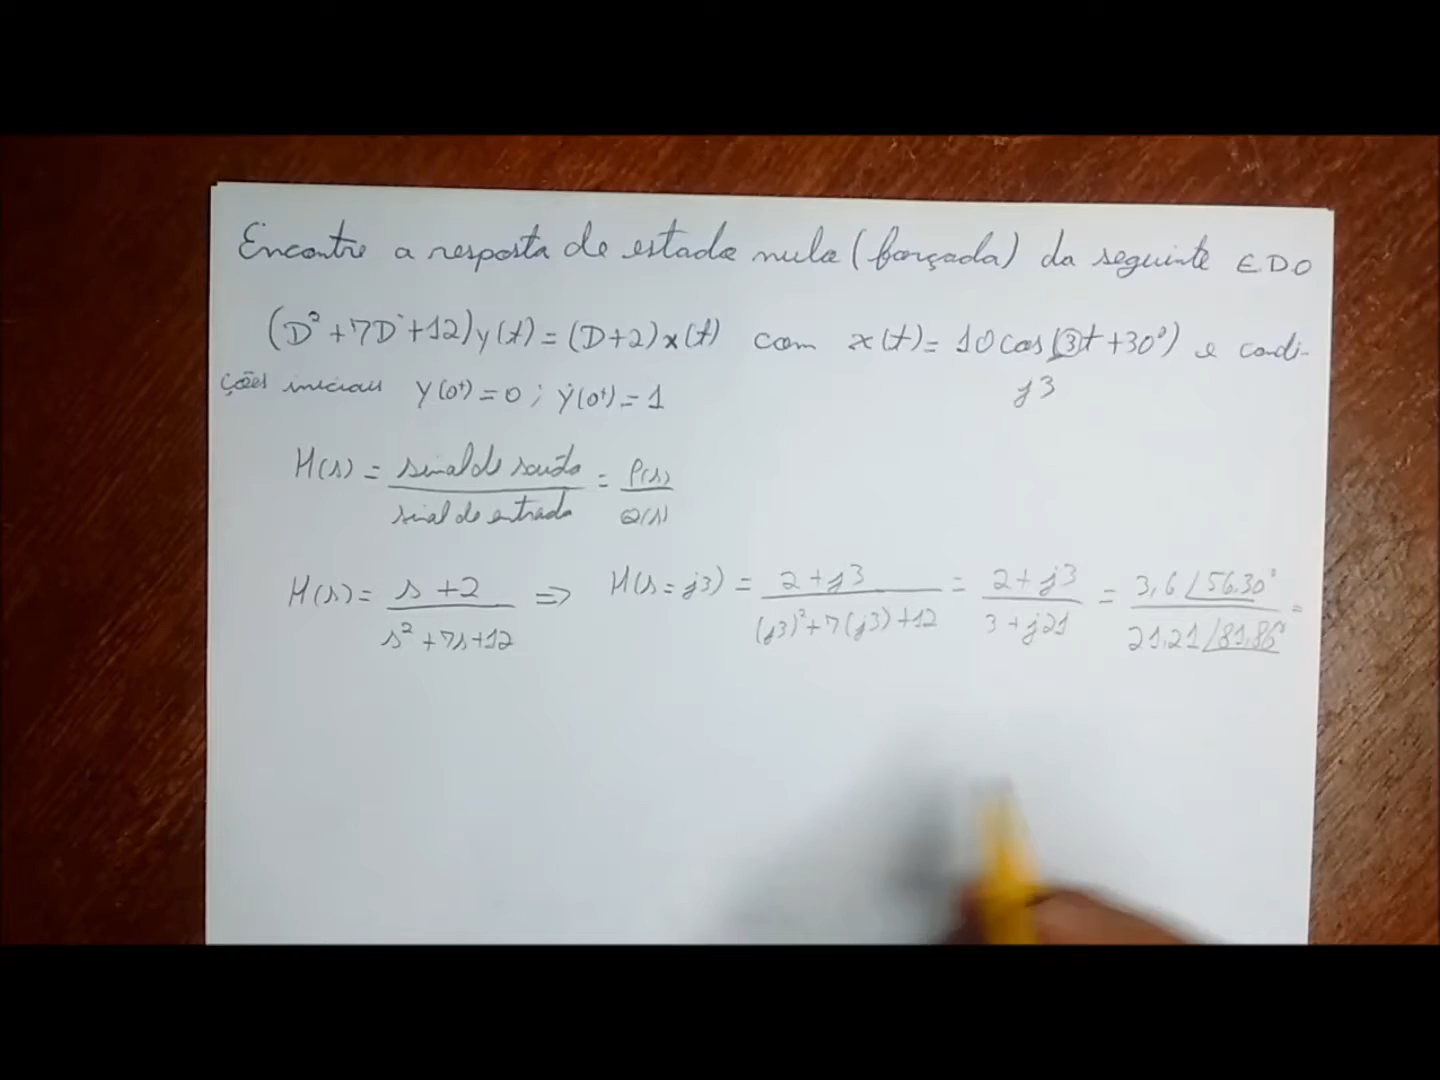 Encontre a resposta de estado nula (forçada) da seguinte EDO
(D² + 7D + 12) y(t) = (D+2) x(t) com x(t) = 10 cos(3t + 30°) e condi-
j3
ções iniciais y(0⁺) = 0 ; ẏ(0⁺) = 1
H(s) = sinal de saída / sinal de entrada = P(s) / Q(s)
H(s) = s + 2 / s² + 7s + 12 ⇒ H(s = j3) = 2 + j3 / (j3)² + 7(j3) + 12 = 2 + j3 / 3 + j21 = 3,6 ∠56.30° / 21,21 ∠81,86° =